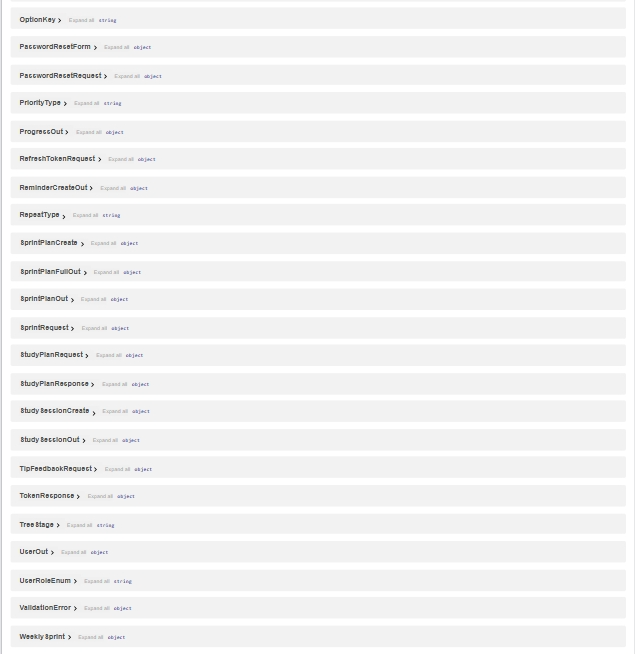 OptionKey > Expand all string
PasswordResetForm > Expand all object
PasswordResetRequest > Expand all object
PriorityType > Expand all string
ProgressOut > Expand all object
RefreshTokenRequest > Expand all object
ReminderCreateOut > Expand all object
RepeatType > Expand all string
SprintPlanCreate > Expand all object
SprintPlanFullOut > Expand all object
SprintPlanOut > Expand all object
SprintRequest > Expand all object
StudyPlanRequest > Expand all object
StudyPlanResponse > Expand all object
StudySessionCreate > Expand all object
StudySessionOut > Expand all object
TipFeedbackRequest > Expand all object
TokenResponse > Expand all object
TreeStage > Expand all string
UserOut > Expand all object
UserRoleEnum > Expand all string
ValidationError > Expand all object
WeeklySprint > Expand all object